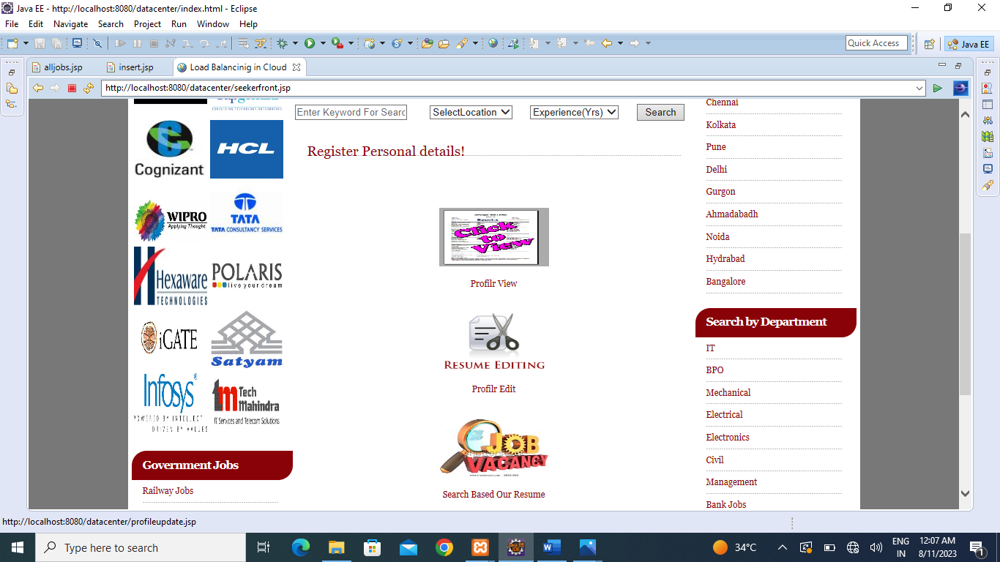 Java EE - http://localhost:8080/datacenter/index.html - Eclipse
File Edit Navigate Search Project Run Window Help
Quick Access
Java EE
alljobs.jsp
insert.jsp
Load Balancinig in Cloud
http://localhost:8080/datacenter/seekerfront.jsp
CONSULTING.TECHNOLOGY.OUTSOURCING
Enter Keyword For Searc
SelectLocation
Experience(Yrs)
Search
Register Personal details!
Cognizant
HCL
WIPRO
Applying Thought
TATA
TATA CONSULTANCY SERVICES
HEXAWARE
TECHNOLOGIES
POLARIS
live your dream
iGATE
Satyam
Infosys®
POWERED BY INTELLECT
DRIVEN BY VALUES
Tech
Mahindra
IT Services and Telecom Solutions
Government Jobs
Railway Jobs
Click
to
View
Profilr View
RESUME EDITING
Profilr Edit
JOB
VACANCY
Search Based Our Resume
Chennai
Kolkata
Pune
Delhi
Gurgon
Ahmadabadh
Noida
Hydrabad
Bangalore
Search by Department
IT
BPO
Mechanical
Electrical
Electronics
Civil
Management
Bank Jobs
http://localhost:8080/datacenter/profileupdate.jsp
Type here to search
34°C
ENG
IN
12:07 AM
8/11/2023
1